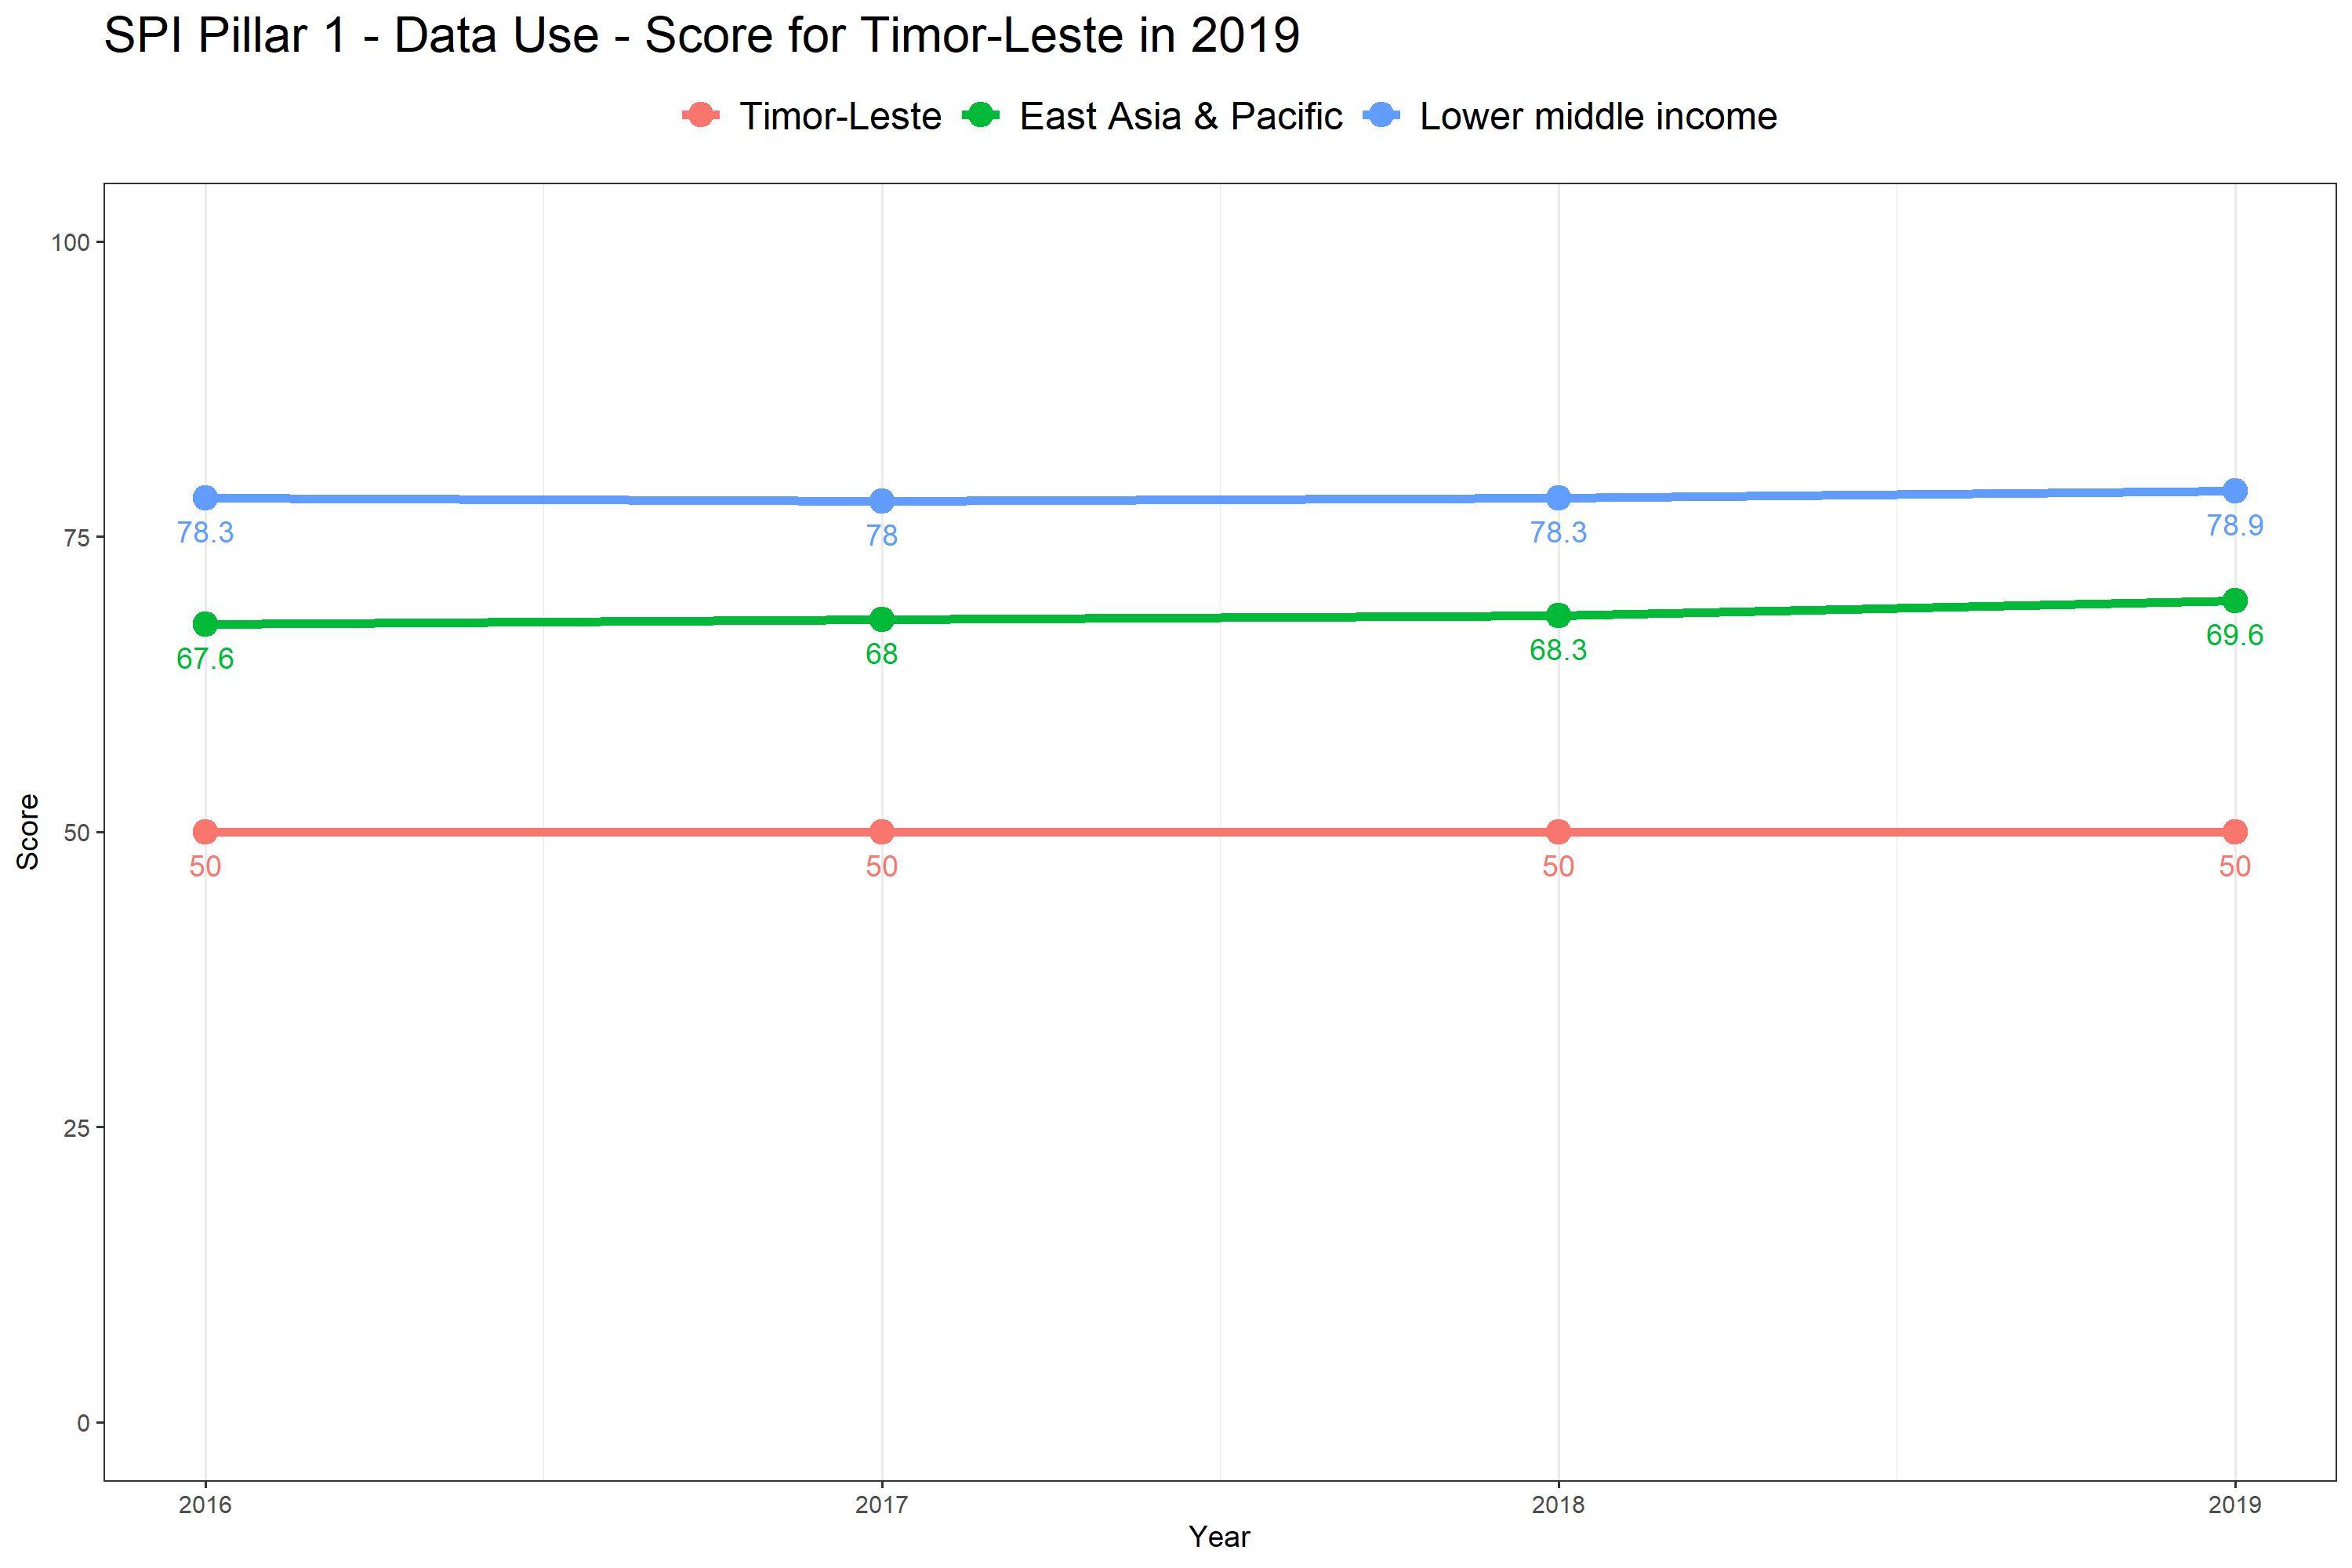 SPI Pillar 1 - Data Use - Score for Timor-Leste in 2019
Timor-Leste East Asia & Pacific Lower middle income
100
75
50
25
0
Score
78.3 78 78.3 78.9
67.6 68 68.3 69.6
50 50 50 50
2016 2017 2018 2019
Year